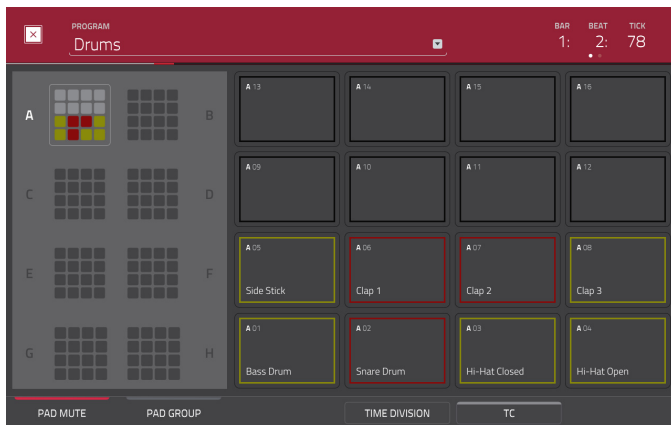 PROGRAM
Drums
BAR BEAT TICK
1: 2: 78
A B
C D
E F
G H
A 13 A 14 A 15 A 16
A 09 A 10 A 11 A 12
A 05 A 06 A 07 A 08
Side Stick Clap 1 Clap 2 Clap 3
A 01 A 02 A 03 A 04
Bass Drum Snare Drum Hi-Hat Closed Hi-Hat Open
PAD MUTE PAD GROUP TIME DIVISION TC